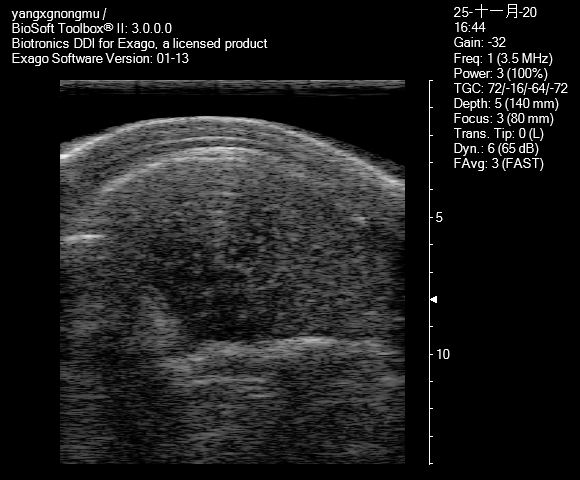 yangxgnongmu /
BioSoft Toolbox® II: 3.0.0.0
Biotronics DDI for Exago, a licensed product
Exago Software Version: 01-13
25-十一月-20
16:44
Gain: -32
Freq: 1 (3.5 MHz)
Power: 3 (100%)
TGC: 72/-16/-64/-72
Depth: 5 (140 mm)
Focus: 3 (80 mm)
Trans. Tip: 0 (L)
Dyn.: 6 (65 dB)
FAvg: 3 (FAST)
5
10